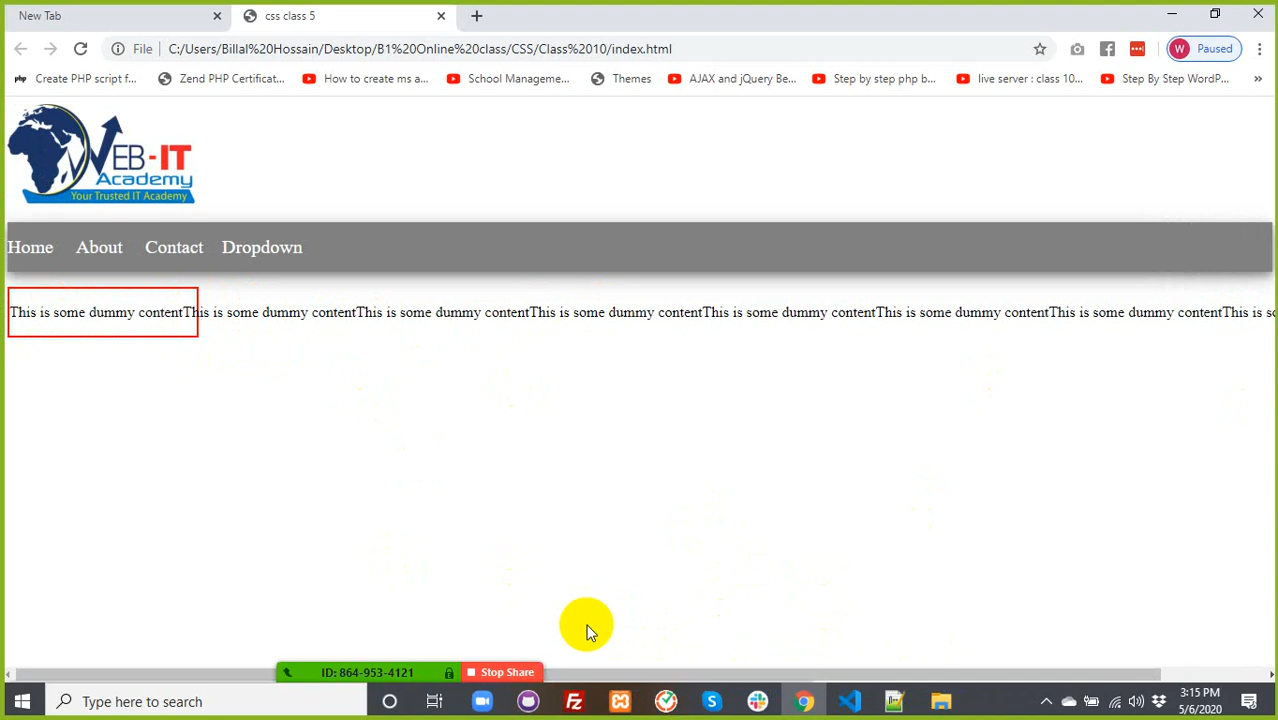 New Tab
css class 5
File C:/Users/Billal%20Hossain/Desktop/B1%20Online%20class/CSS/Class%2010/index.html
W Paused
php Create PHP script f... Zend PHP Certificat... How to create ms a... School Manageme... Themes AJAX and jQuery Be... Step by step php b... live server : class 10... Step By Step WordP... »
WEB-IT
Academy
Your Trusted IT Academy
Home About Contact Dropdown
This is some dummy contentThis is some dummy contentThis is some dummy contentThis is some dummy contentThis is some dummy contentThis is some dummy contentThis is some dummy contentThis is sc
ID: 864-953-4121 Stop Share
Type here to search
3:15 PM
5/6/2020